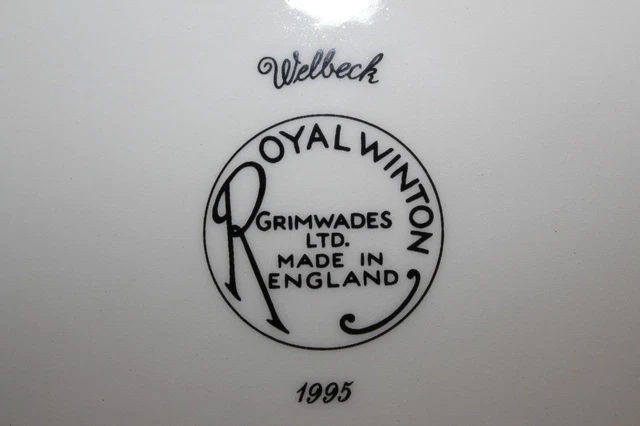 Welbeck
ROYAL WINTON
GRIMWADES
LTD.
MADE IN
ENGLAND
1995